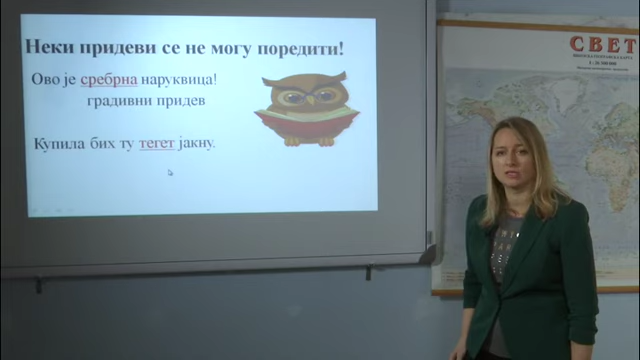 Неки придеви се не могу поредити!
Ово је сребрна наруквица!
градивни придев
Купила бих ту тегет јакну.
СВЕТ